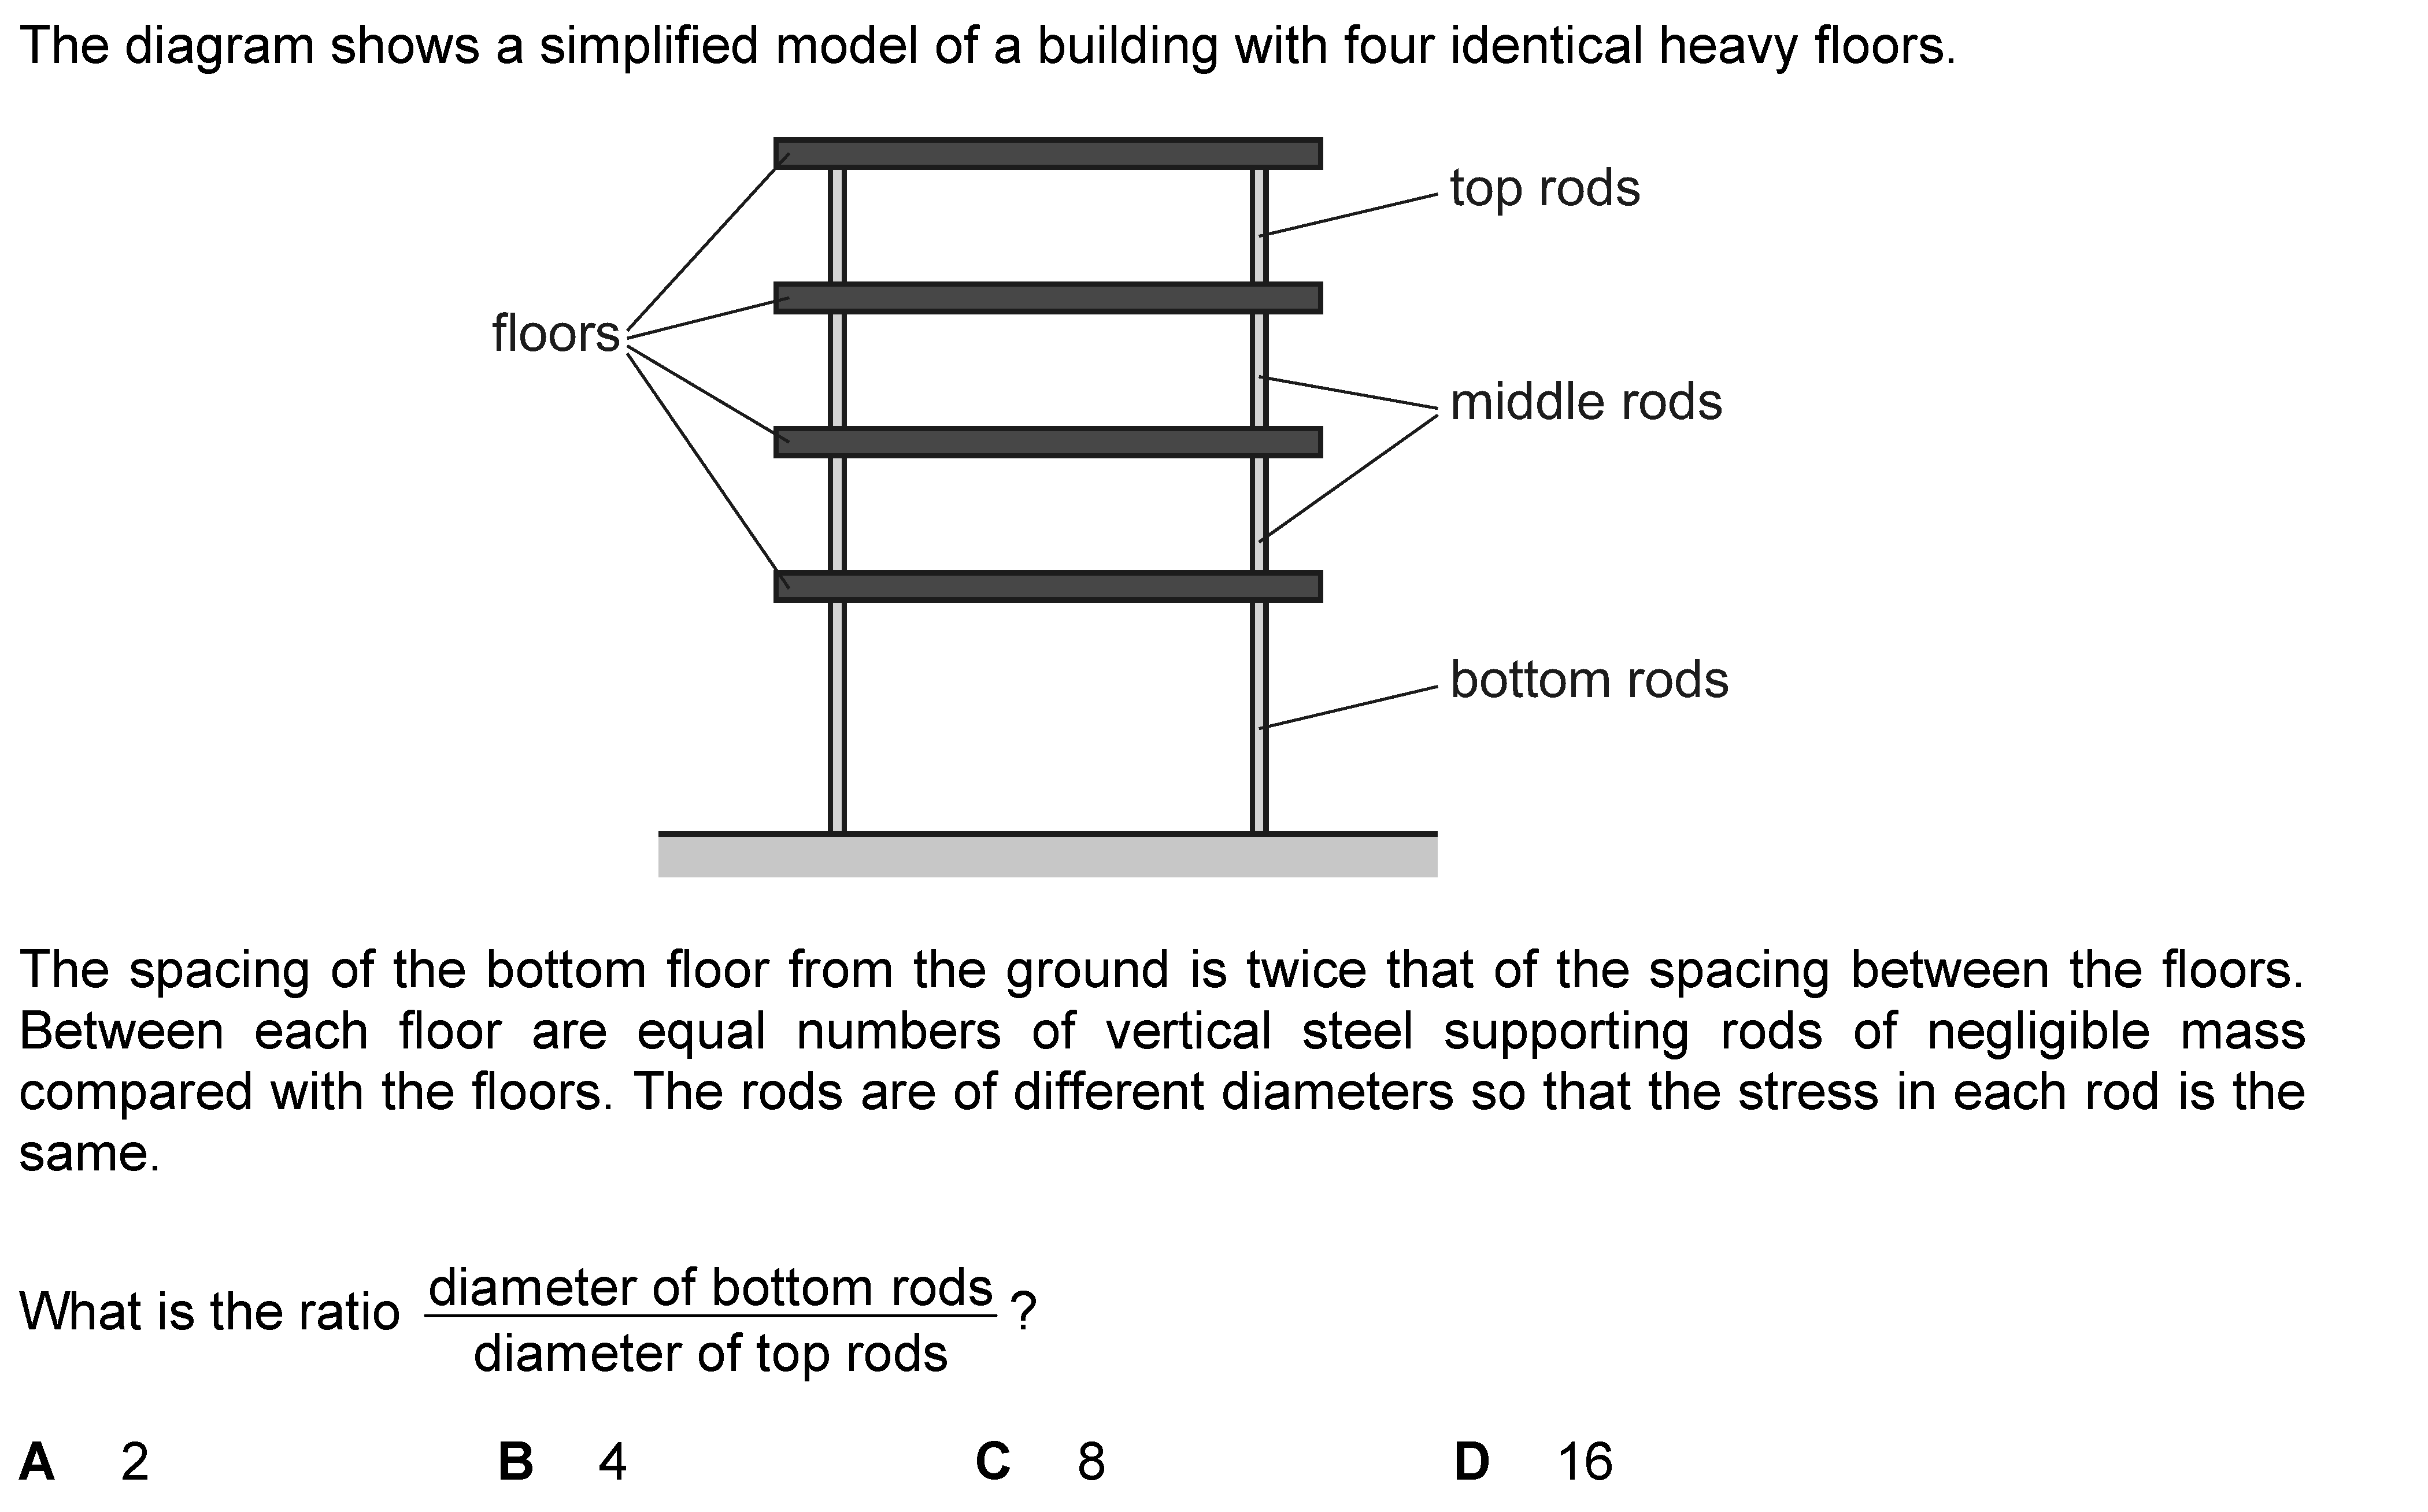 The diagram shows a simplified model of a building with four identical heavy floors.
top rods
floors
middle rods
bottom rods
The spacing of the bottom floor from the ground is twice that of the spacing between the floors.
Between each floor are equal numbers of vertical steel supporting rods of negligible mass
compared with the floors. The rods are of different diameters so that the stress in each rod is the
same.
What is the ratio diameter of bottom rods / diameter of top rods ?
A 2 B 4 C 8 D 16